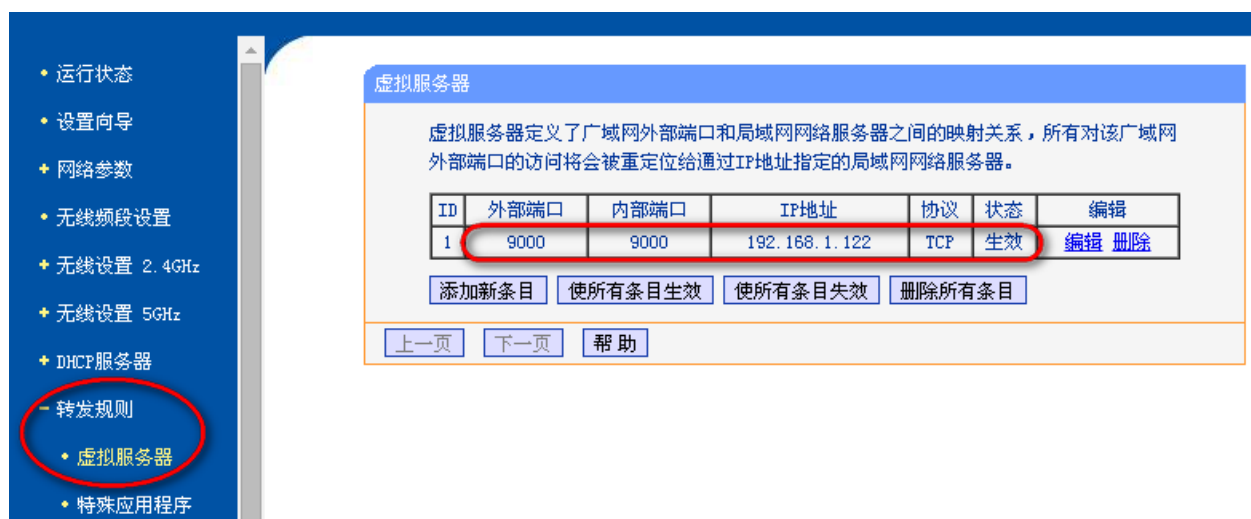 运行状态
设置向导
网络参数
无线频段设置
无线设置 2.4GHz
无线设置 5GHz
DHCP服务器
转发规则
虚拟服务器
特殊应用程序
虚拟服务器
虚拟服务器定义了广域网外部端口和局域网网络服务器之间的映射关系，所有对该广域网
外部端口的访问将会被重定位给通过IP地址指定的局域网网络服务器。
ID 外部端口 内部端口 IP地址 协议 状态 编辑
1 9000 9000 192.168.1.122 TCP 生效 编辑 删除
添加新条目 使所有条目生效 使所有条目失效 删除所有条目
上一页 下一页 帮助